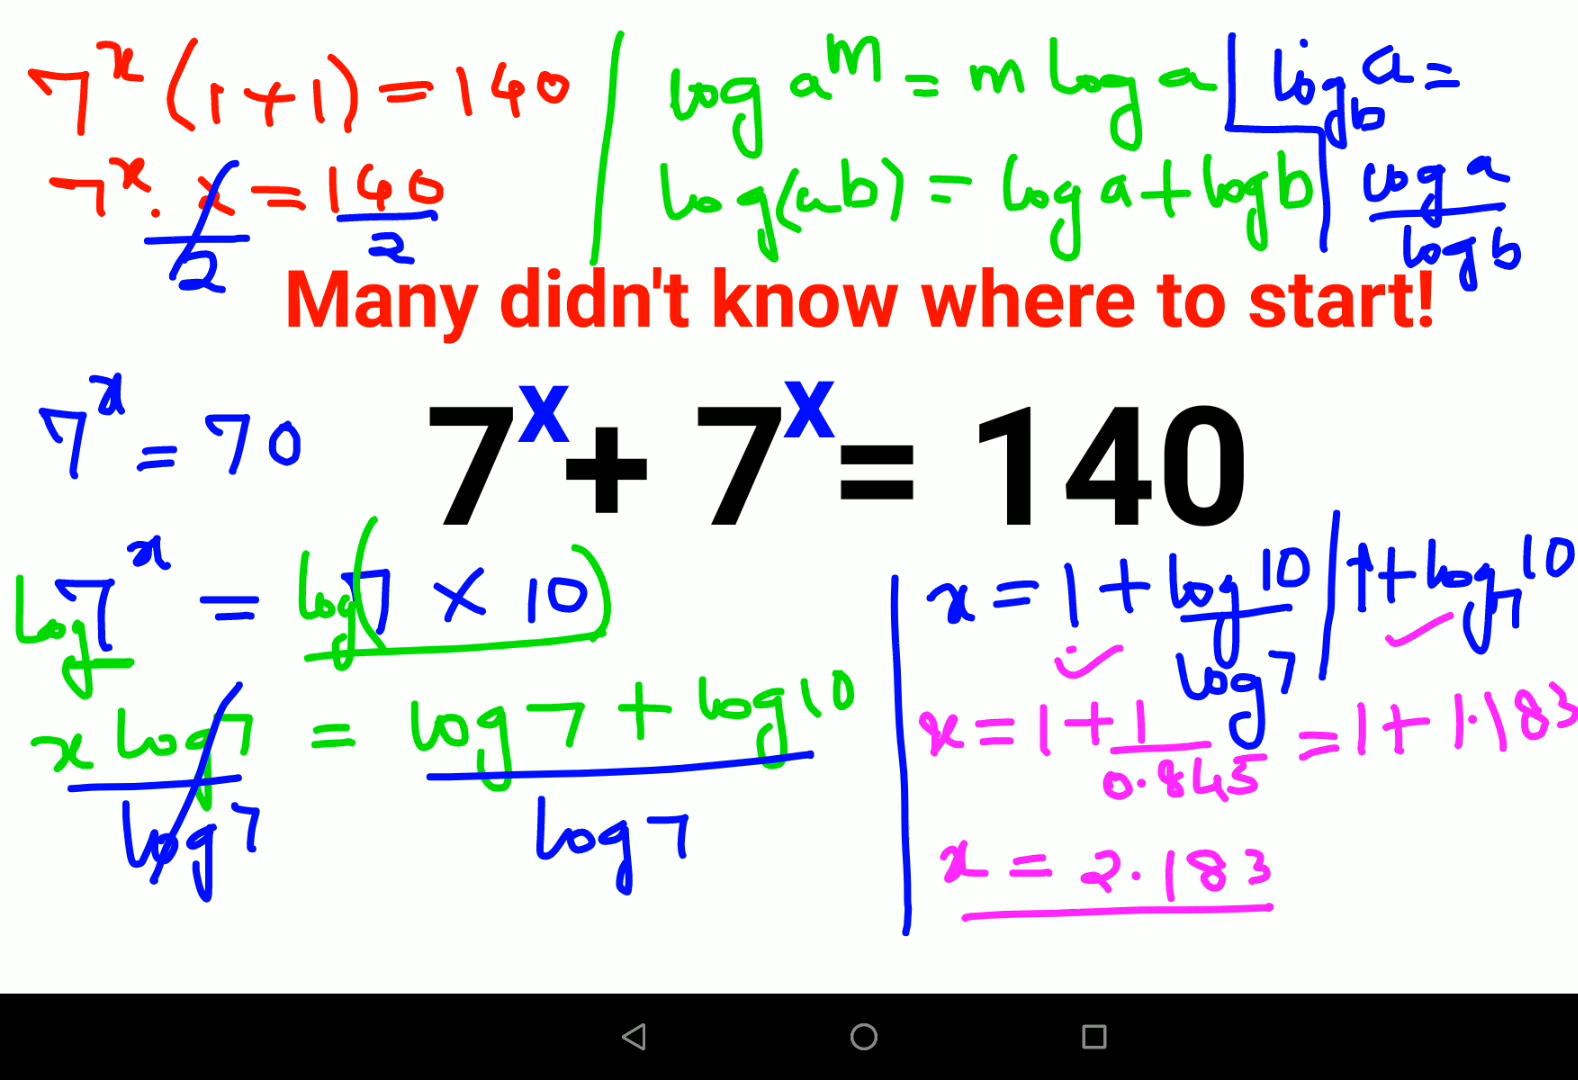 7^x (1+1) = 140
7^x . 2/2 = 140/2
log a^m = m log a
log(ab) = log a + log b
log_b a =
log a / log b
Many didn't know where to start!
7^x + 7^x = 140
7^x = 70
log 7^x = log(7 × 10)
x log 7 / log 7 = log 7 + log 10 / log 7
x = 1 + log 10 / log 7
1 + log_7 10
x = 1 + 1/0.845 = 1 + 1.183
x = 2.183